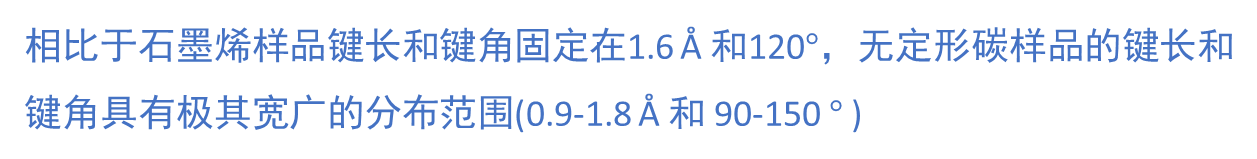 相比于石墨烯样品键长和键角固定在1.6 Å 和120°，无定形碳样品的键长和
键角具有极其宽广的分布范围(0.9-1.8 Å 和 90-150 ° )